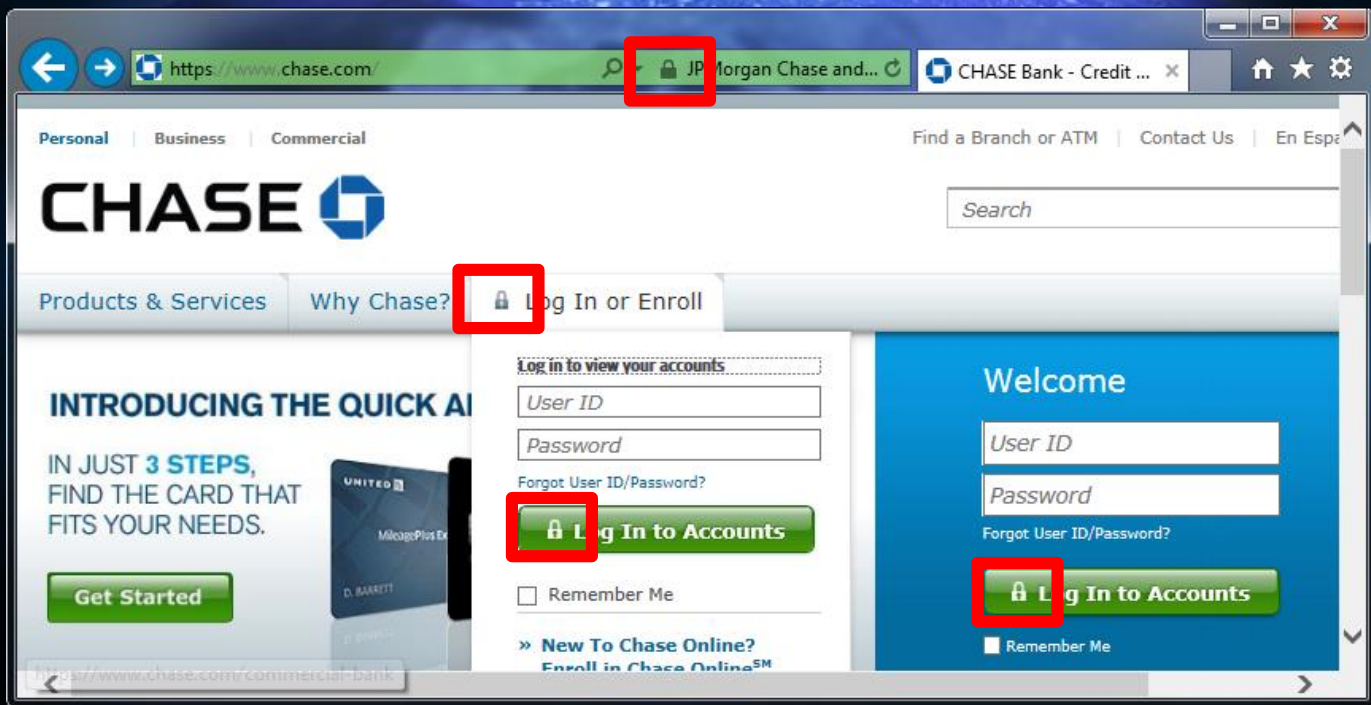 https://www.chase.com/
JPMorgan Chase and...
CHASE Bank - Credit ...
Personal | Business | Commercial
Find a Branch or ATM | Contact Us | En Espa
CHASE
Search
Products & Services
Why Chase?
Log In or Enroll
Log in to view your accounts
User ID
Password
Forgot User ID/Password?
Log In to Accounts
Remember Me
» New To Chase Online?
Enroll in Chase Online℠
INTRODUCING THE QUICK A
IN JUST 3 STEPS,
FIND THE CARD THAT
FITS YOUR NEEDS.
Get Started
UNITED
MileagePlus Ex
D. BARRETT
Welcome
User ID
Password
Forgot User ID/Password?
Log In to Accounts
Remember Me
https://www.chase.com/commercial-bank